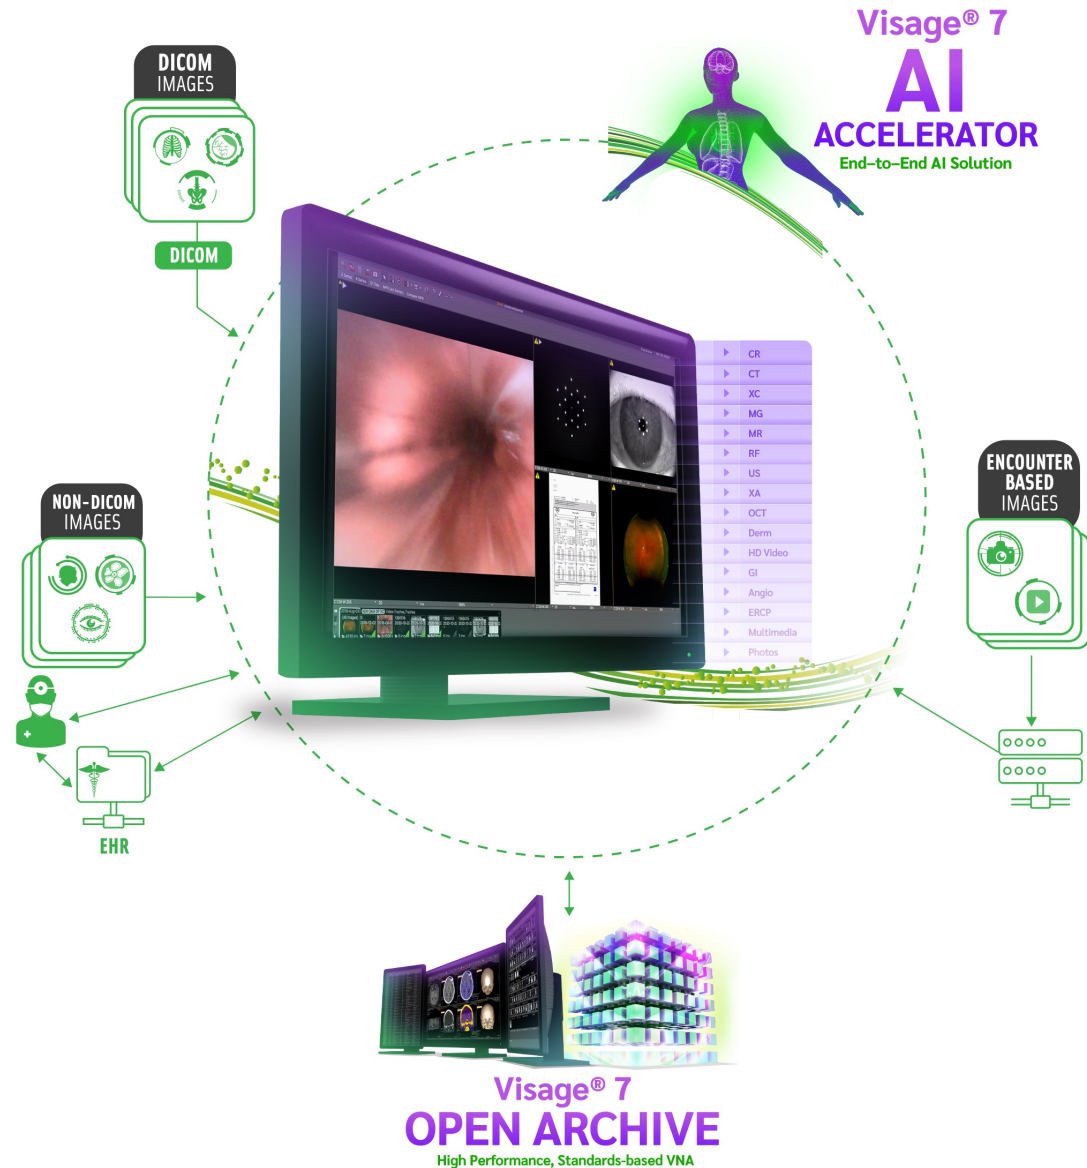 Visage® 7
AI
ACCELERATOR
End-to-End AI Solution
DICOM
IMAGES
DICOM
CR
CT
XC
MG
MR
RF
US
XA
OCT
Derm
HD Video
GI
Angio
ERCP
Multimedia
Photos
ENCOUNTER
BASED
IMAGES
NON-DICOM
IMAGES
EHR
Visage® 7
OPEN ARCHIVE
High Performance, Standards-based VNA